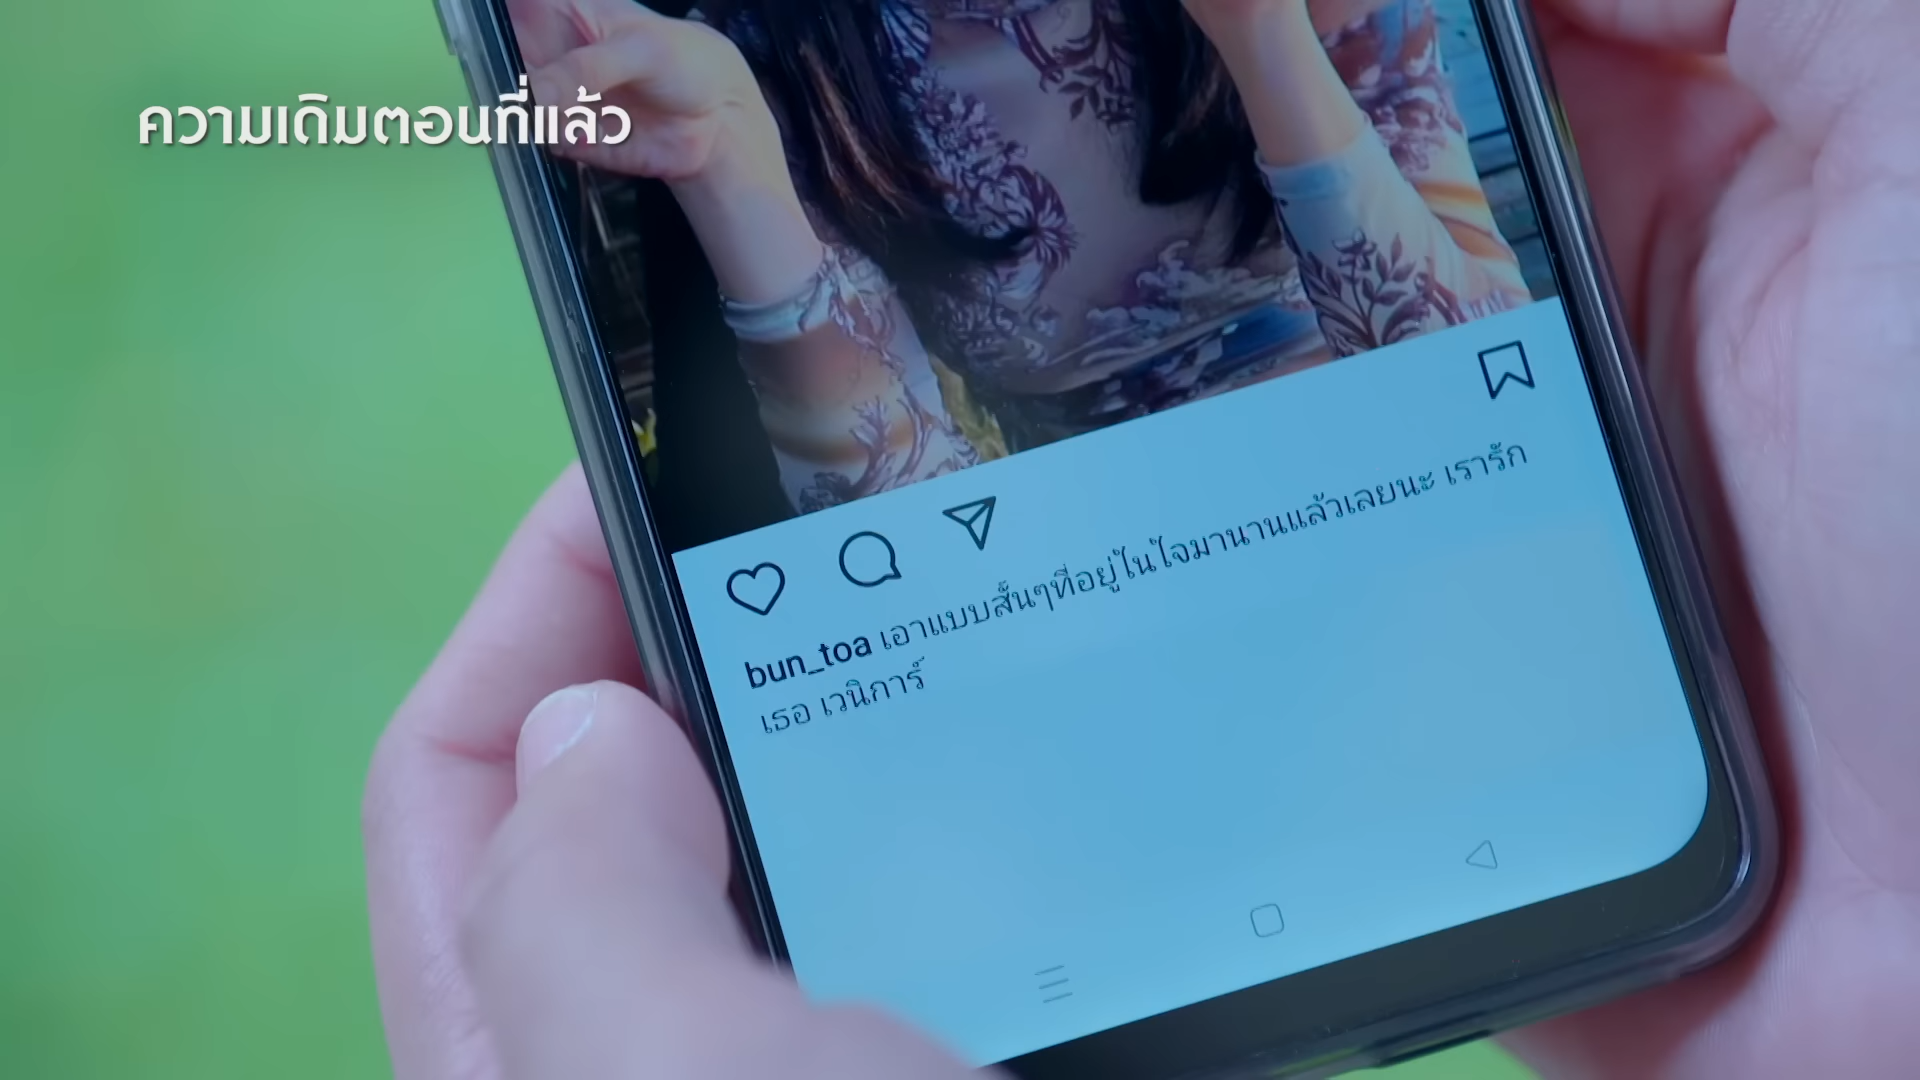 ความเดิมตอนที่แล้ว
bun_toa เอาแบบสั้นๆที่อยู่ในใจมานานแล้วเลยนะ เรารัก
เธอ เวนิการ์